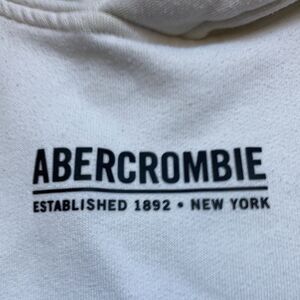 ABERCROMBIE
ESTABLISHED 1892 • NEW YORK